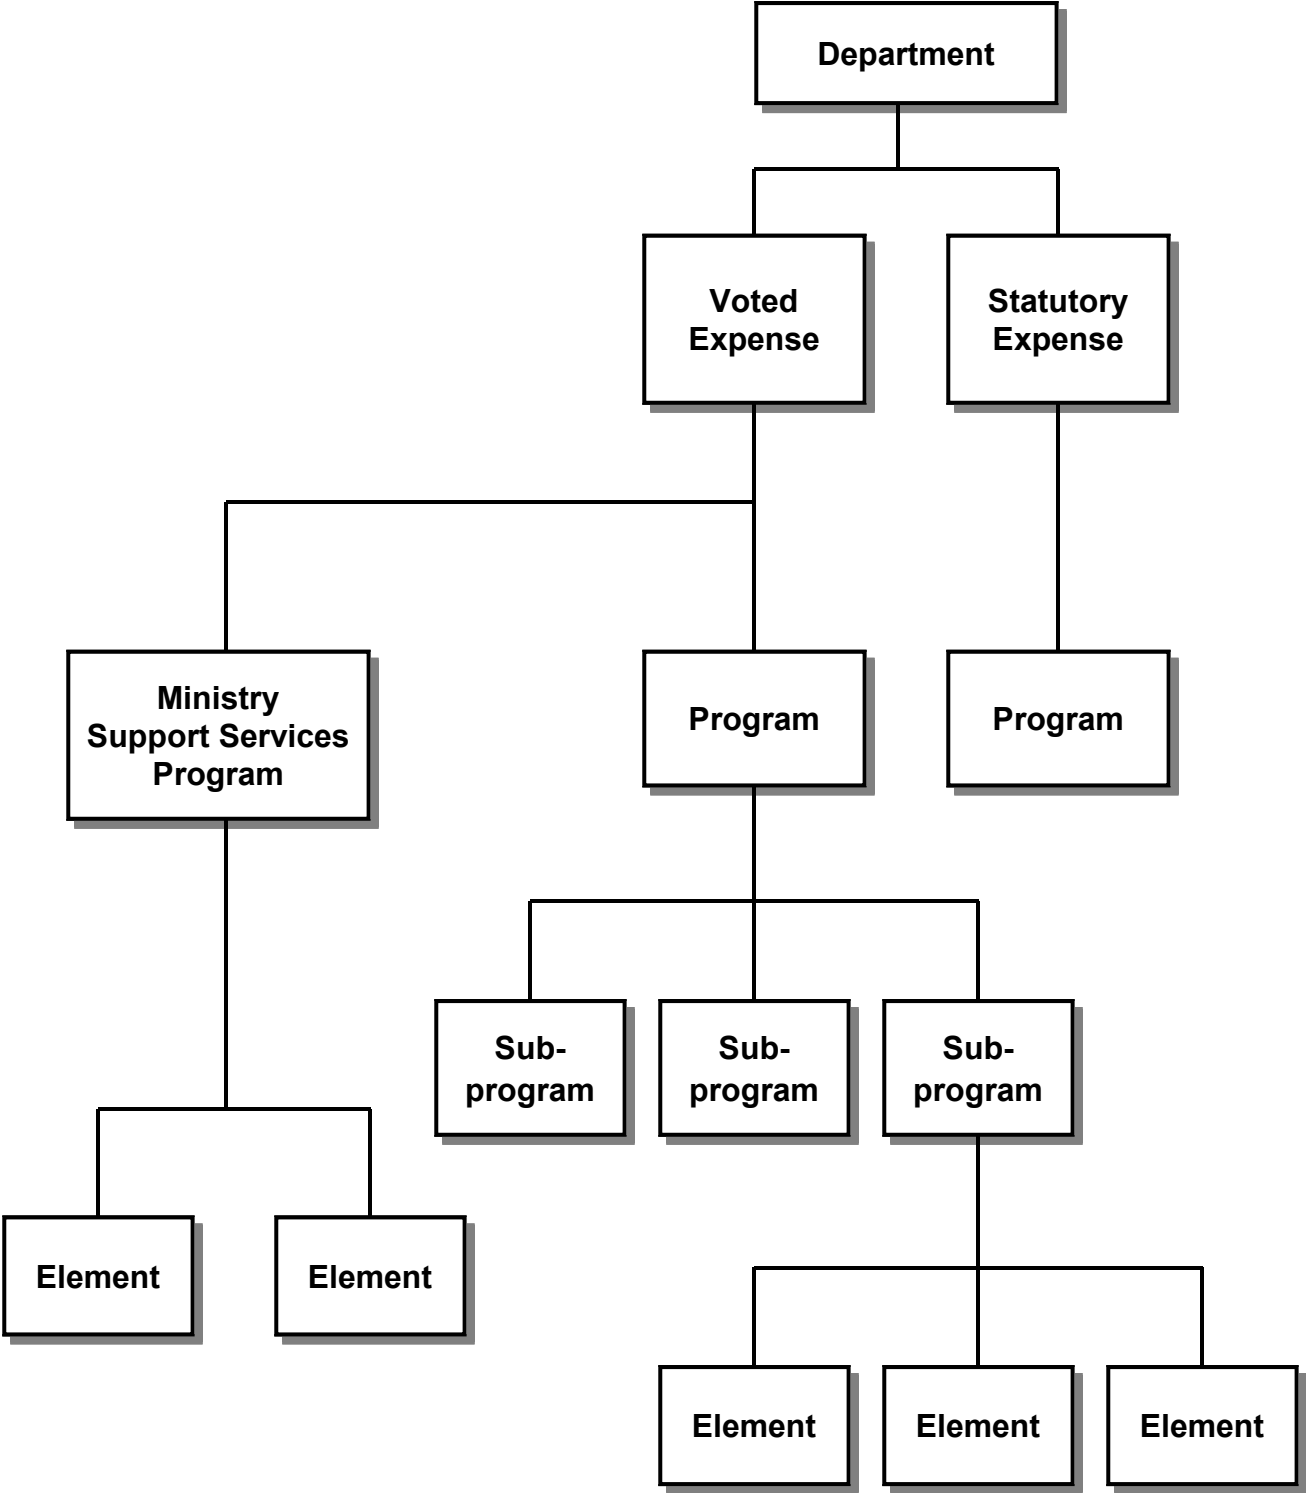 Department
Voted
Expense
Statutory
Expense
Ministry
Support Services
Program
Program
Program
Sub-
program
Sub-
program
Sub-
program
Element
Element
Element
Element
Element